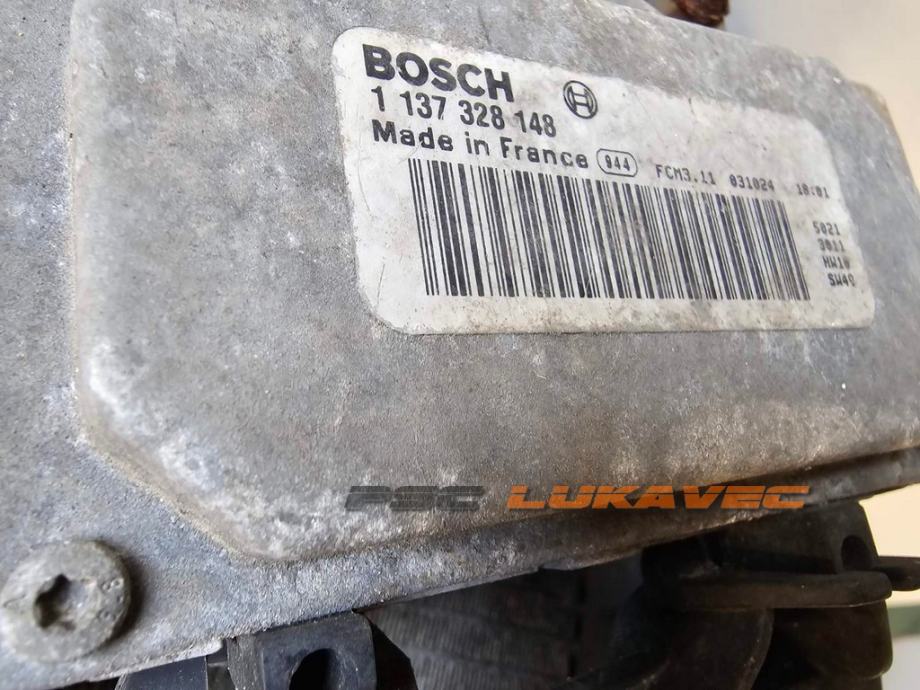 BOSCH
1 137 328 148
Made in France 944 FCM3.11 031024 18:01
5021
3011
HW10
SW40
PSC LUKAVEC